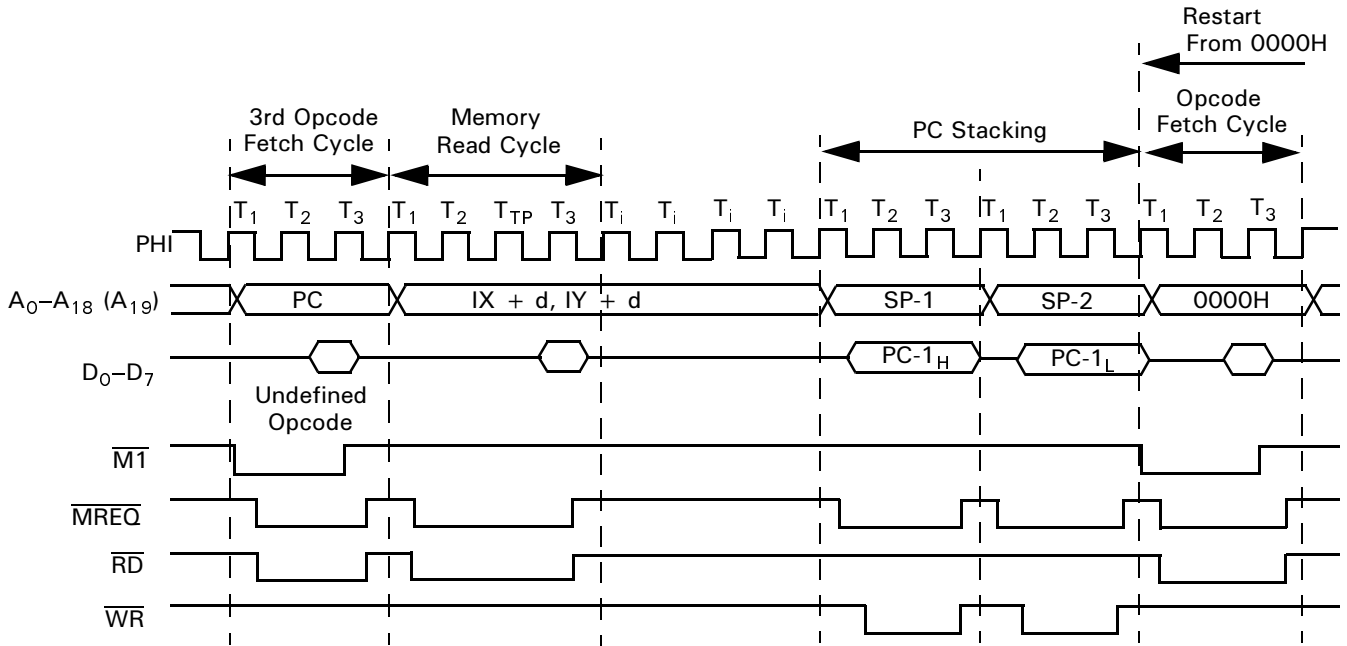 Restart
From 0000H
3rd Opcode
Fetch Cycle
Memory
Read Cycle
PC Stacking
Opcode
Fetch Cycle
T1 T2 T3 T1 T2 TTP T3 Ti Ti Ti Ti T1 T2 T3 T1 T2 T3 T1 T2 T3
PHI
A0–A18 (A19) PC IX + d, IY + d SP-1 SP-2 0000H
D0–D7 PC-1H PC-1L
Undefined
Opcode
M1
MREQ
RD
WR